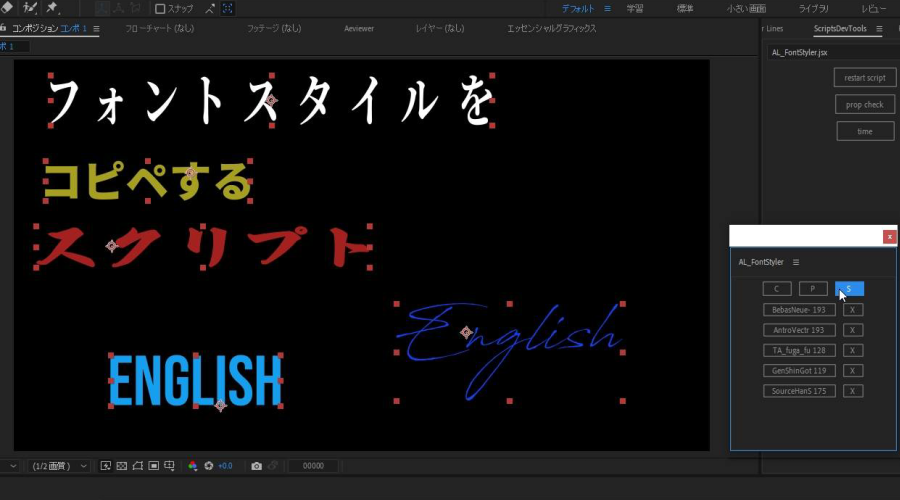 スナップ
デフォルト ≡ 学習 標準 小さい画面 ライブラリ レビュー
コンポジション コンポ 1 ≡ フローチャート (なし) フッテージ (なし) Aeviewer レイヤー (なし) エッセンシャルグラフィックス
r Lines ScriptsDevTools ≡
ポ 1
AL_FontStyler.jsx
restart script
prop check
time
フォントスタイルを
コピペする
スクリプト
English
ENGLISH
x
AL_FontStyler ≡
C P S
BebasNeue- 193 X
AntroVectr 193 X
TA_fuga_fu 128 X
GenShinGot 119 X
SourceHanS 175 X
(1/2 画質) +0.0 00000